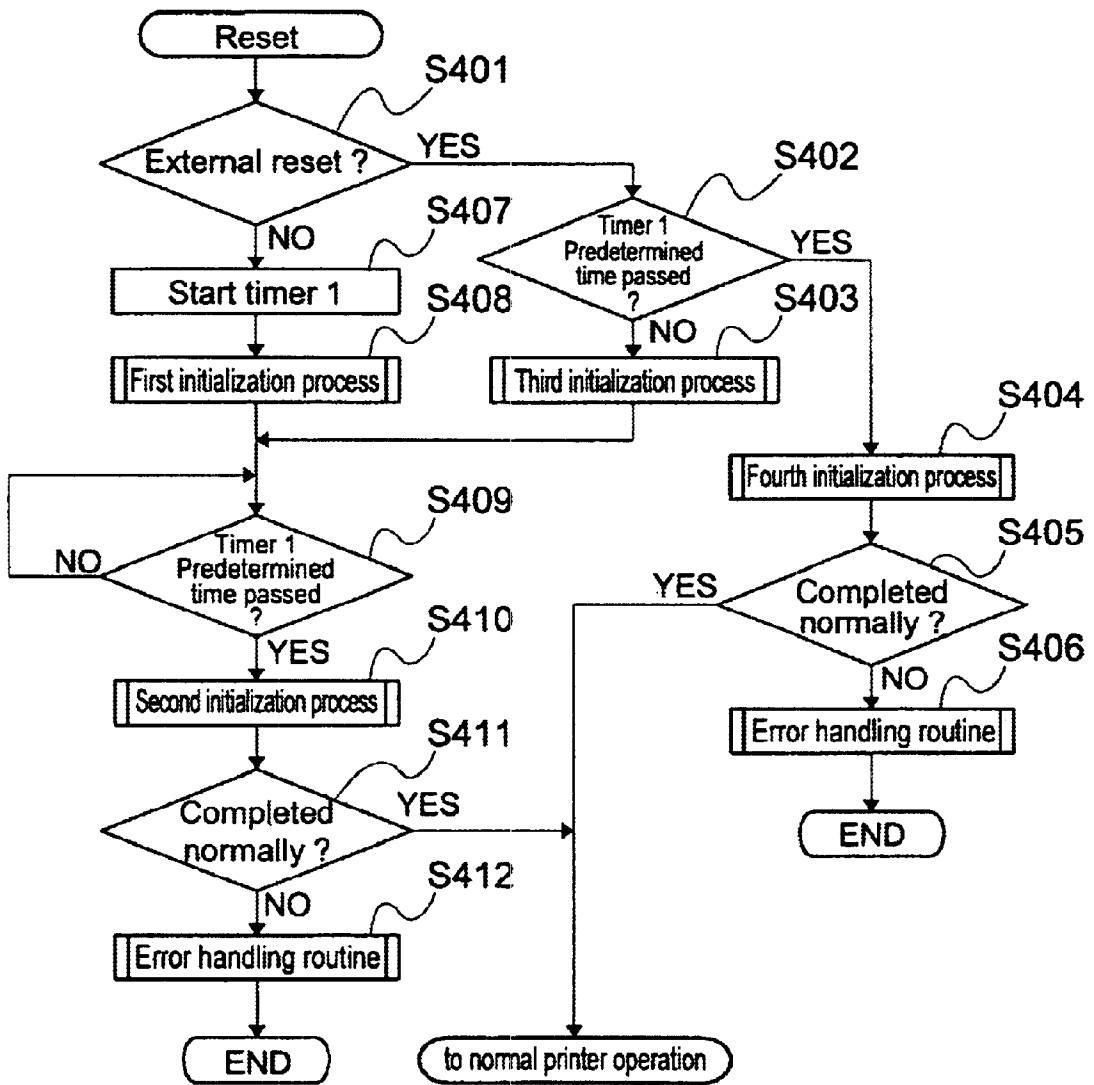 Reset
S401
External reset ?
YES
S402
Timer 1
Predetermined
time passed
?
YES
NO
S407
Start timer 1
NO
S403
S408
First initialization process
Third initialization process
S404
Fourth initialization process
S409
Timer 1
Predetermined
time passed
?
NO
S405
Completed
normally ?
YES
S410
YES
S406
NO
Second initialization process
Error handling routine
S411
Completed
normally ?
YES
END
S412
NO
Error handling routine
END
to normal printer operation